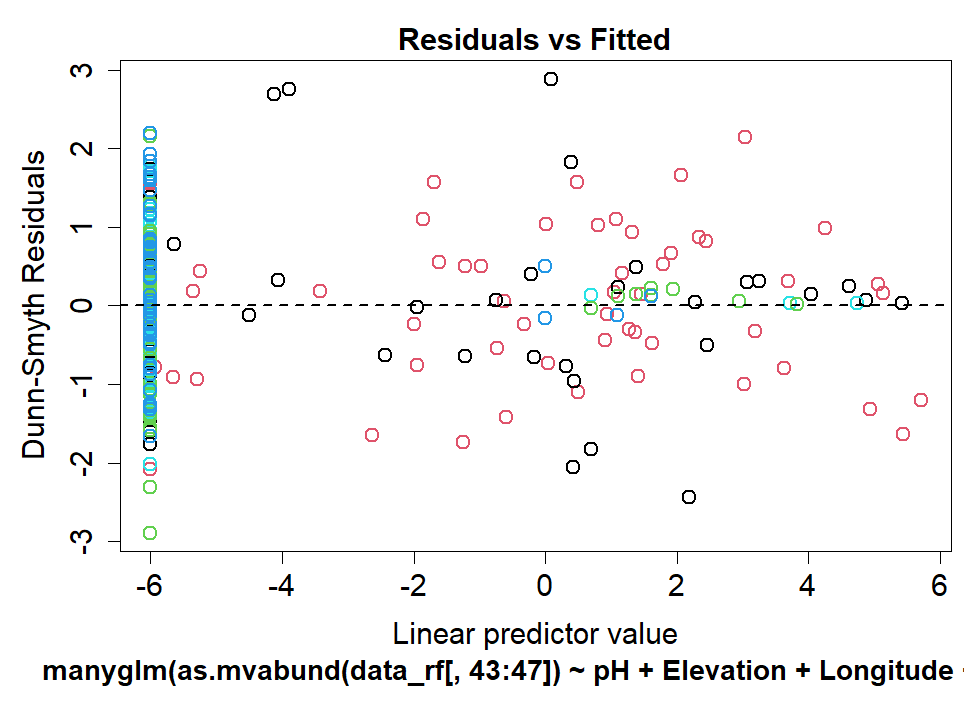 Residuals vs Fitted
Dunn-Smyth Residuals
3
2
1
0
-1
-2
-3
-6 -4 -2 0 2 4 6
Linear predictor value
manyglm(as.mvabund(data_rf[, 43:47]) ~ pH + Elevation + Longitude